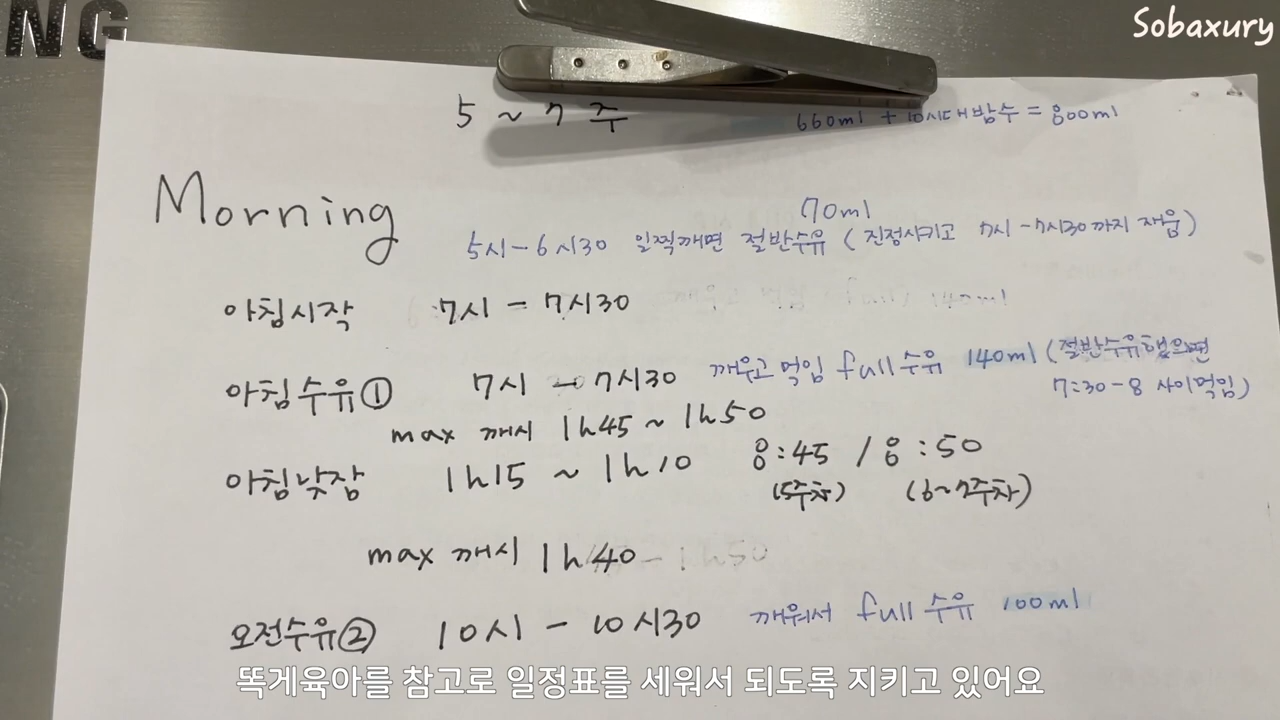 NG
Sobaxury
5 ~ 7 주
660ml + 10시대밤수 = 800ml
Morning
70ml
5시-6시30 일찍깨면 절반수유 (진정시키고 7시-7시30까지 재움)
아침시작 7시 - 7시30
아침수유① 7시 - 7시30 깨우고 먹임 full수유 140ml (절반수유했으면
7:30-8 사이먹임)
max 깨시 1h45 ~ 1h50
아침낮잠 1h15 ~ 1h10 8:45 / 8:50
(5주차) (6~7주차)
max 깨시 1h40
오전수유② 10시 - 10시30 깨워서 full수유 100ml
똑게육아를 참고로 일정표를 세워서 되도록 지키고 있어요